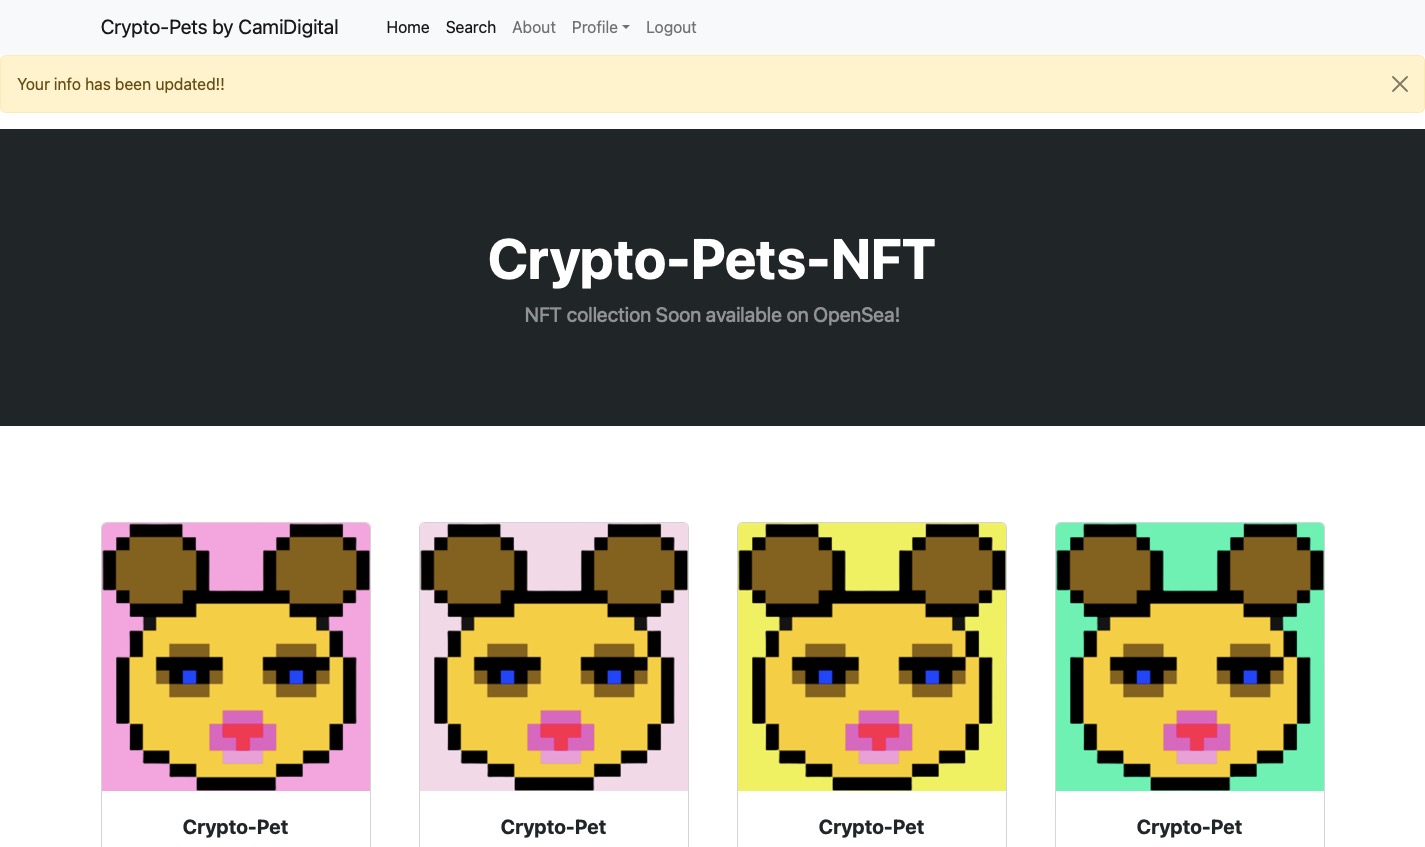 Crypto-Pets by CamiDigital Home Search About Profile Logout
Your info has been updated!!
Crypto-Pets-NFT
NFT collection Soon available on OpenSea!
Crypto-Pet Crypto-Pet Crypto-Pet Crypto-Pet